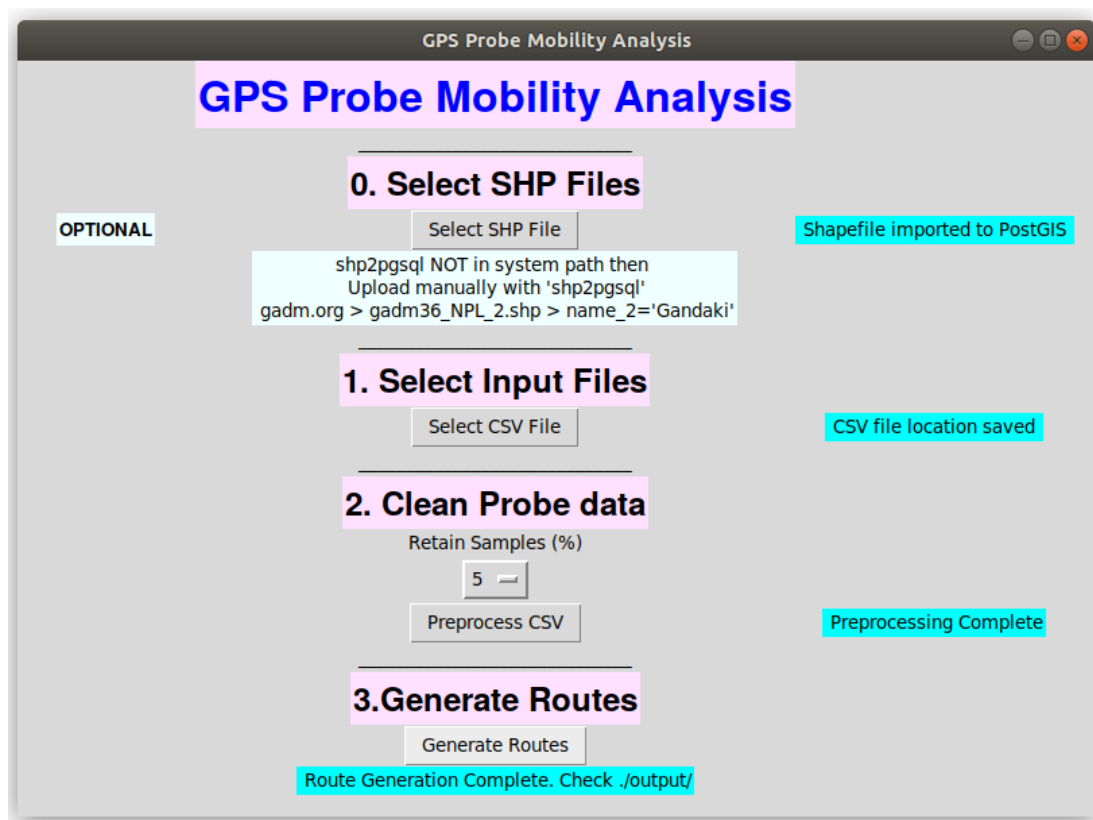 GPS Probe Mobility Analysis
GPS Probe Mobility Analysis
0. Select SHP Files
OPTIONAL
Select SHP File
Shapefile imported to PostGIS
shp2pgsql NOT in system path then
Upload manually with 'shp2pgsql'
gadm.org > gadm36_NPL_2.shp > name_2='Gandaki'
1. Select Input Files
Select CSV File
CSV file location saved
2. Clean Probe data
Retain Samples (%)
5
Preprocess CSV
Preprocessing Complete
3.Generate Routes
Generate Routes
Route Generation Complete. Check ./output/